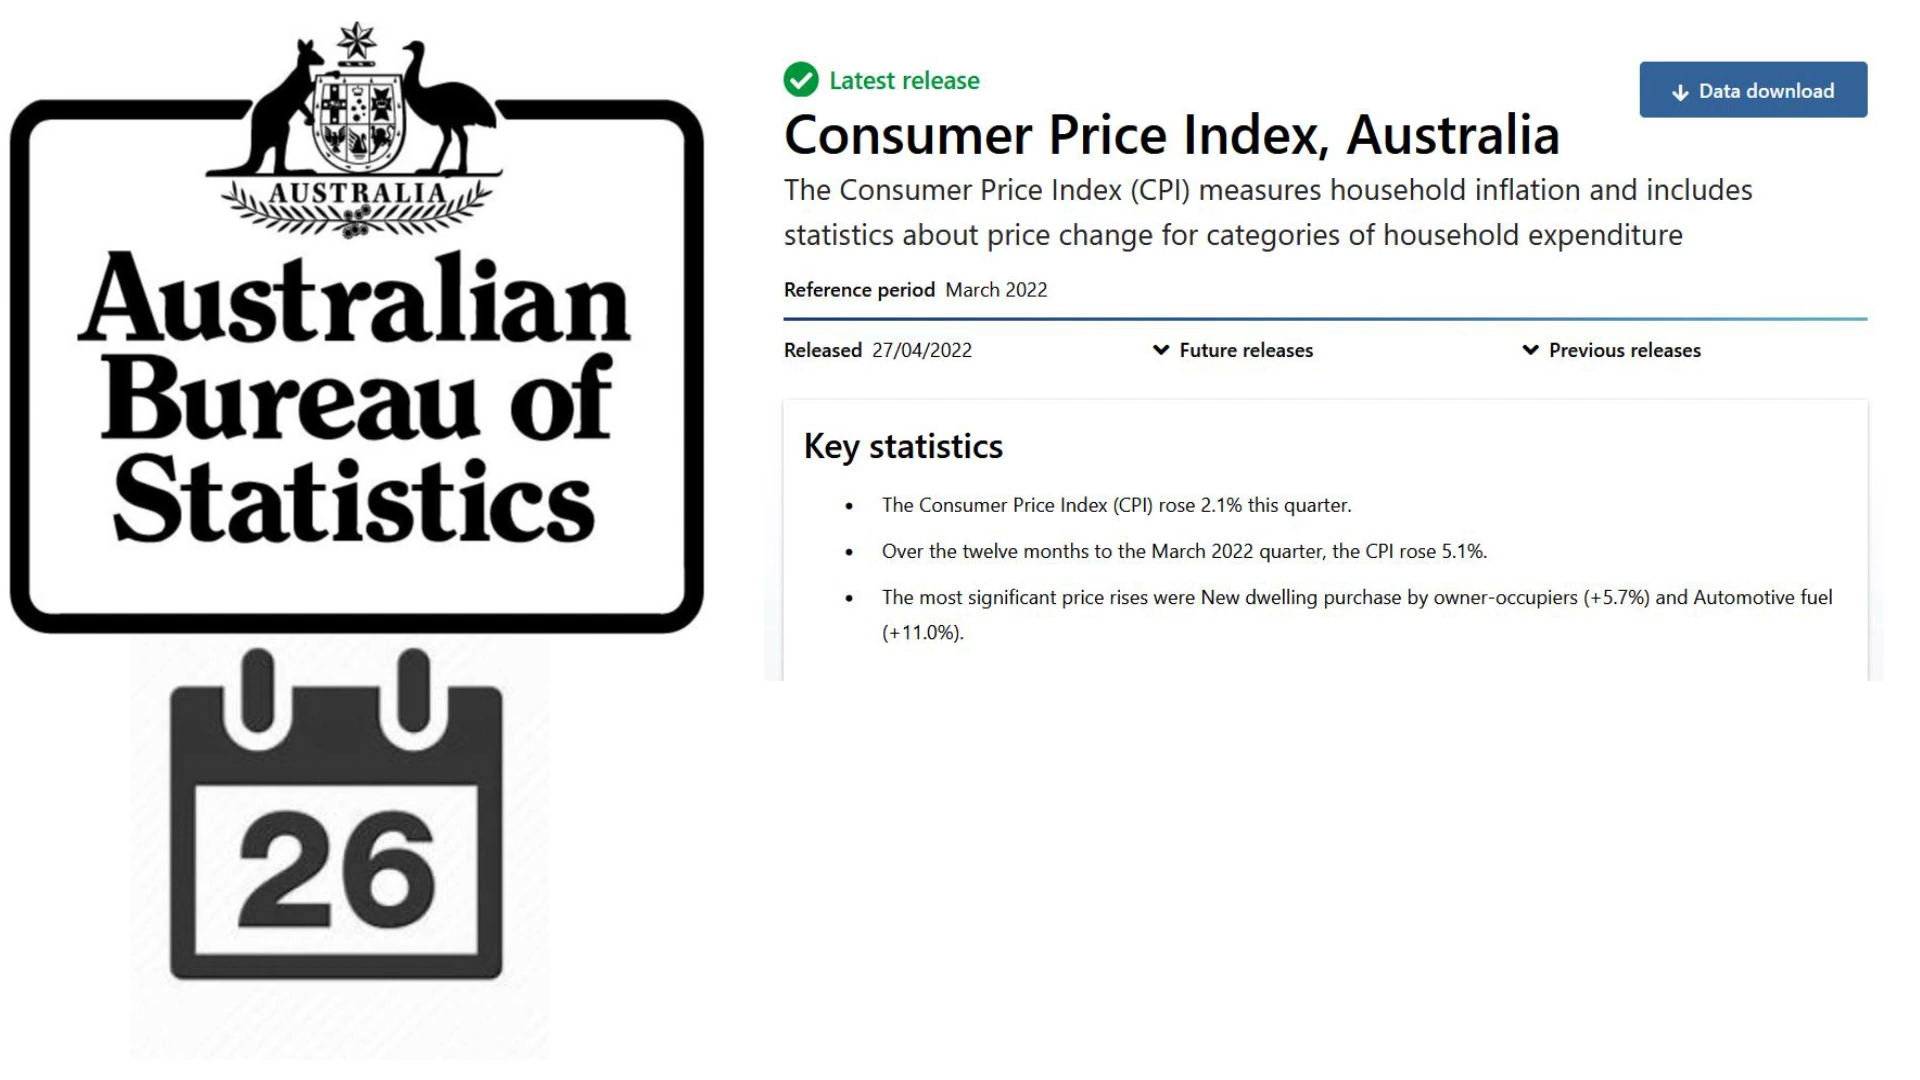 AUSTRALIA
Australian
Bureau of
Statistics
26
Latest release
Data download
Consumer Price Index, Australia
The Consumer Price Index (CPI) measures household inflation and includes
statistics about price change for categories of household expenditure
Reference period March 2022
Released 27/04/2022
Future releases
Previous releases
Key statistics
• The Consumer Price Index (CPI) rose 2.1% this quarter.
• Over the twelve months to the March 2022 quarter, the CPI rose 5.1%.
• The most significant price rises were New dwelling purchase by owner-occupiers (+5.7%) and Automotive fuel
(+11.0%).